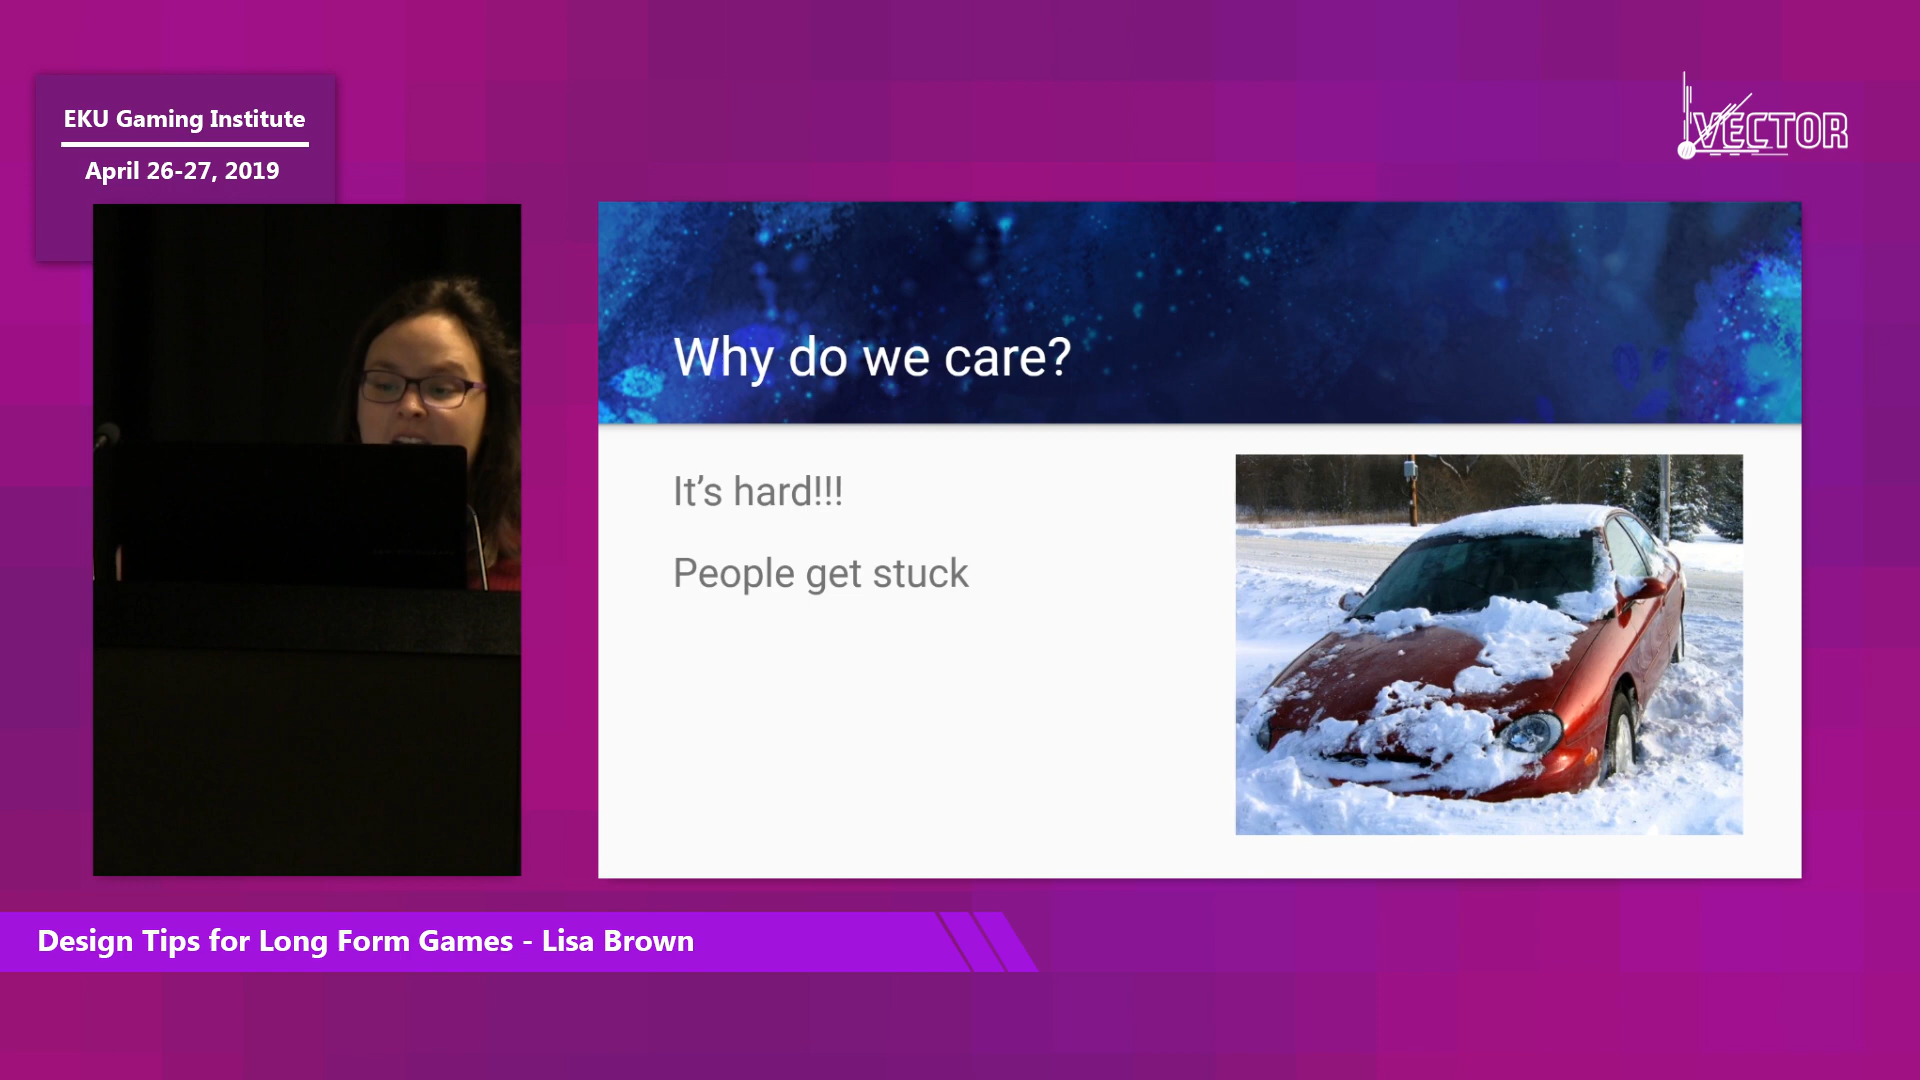 EKU Gaming Institute
April 26-27, 2019
VECTOR
Why do we care?
It's hard!!!
People get stuck
Design Tips for Long Form Games - Lisa Brown